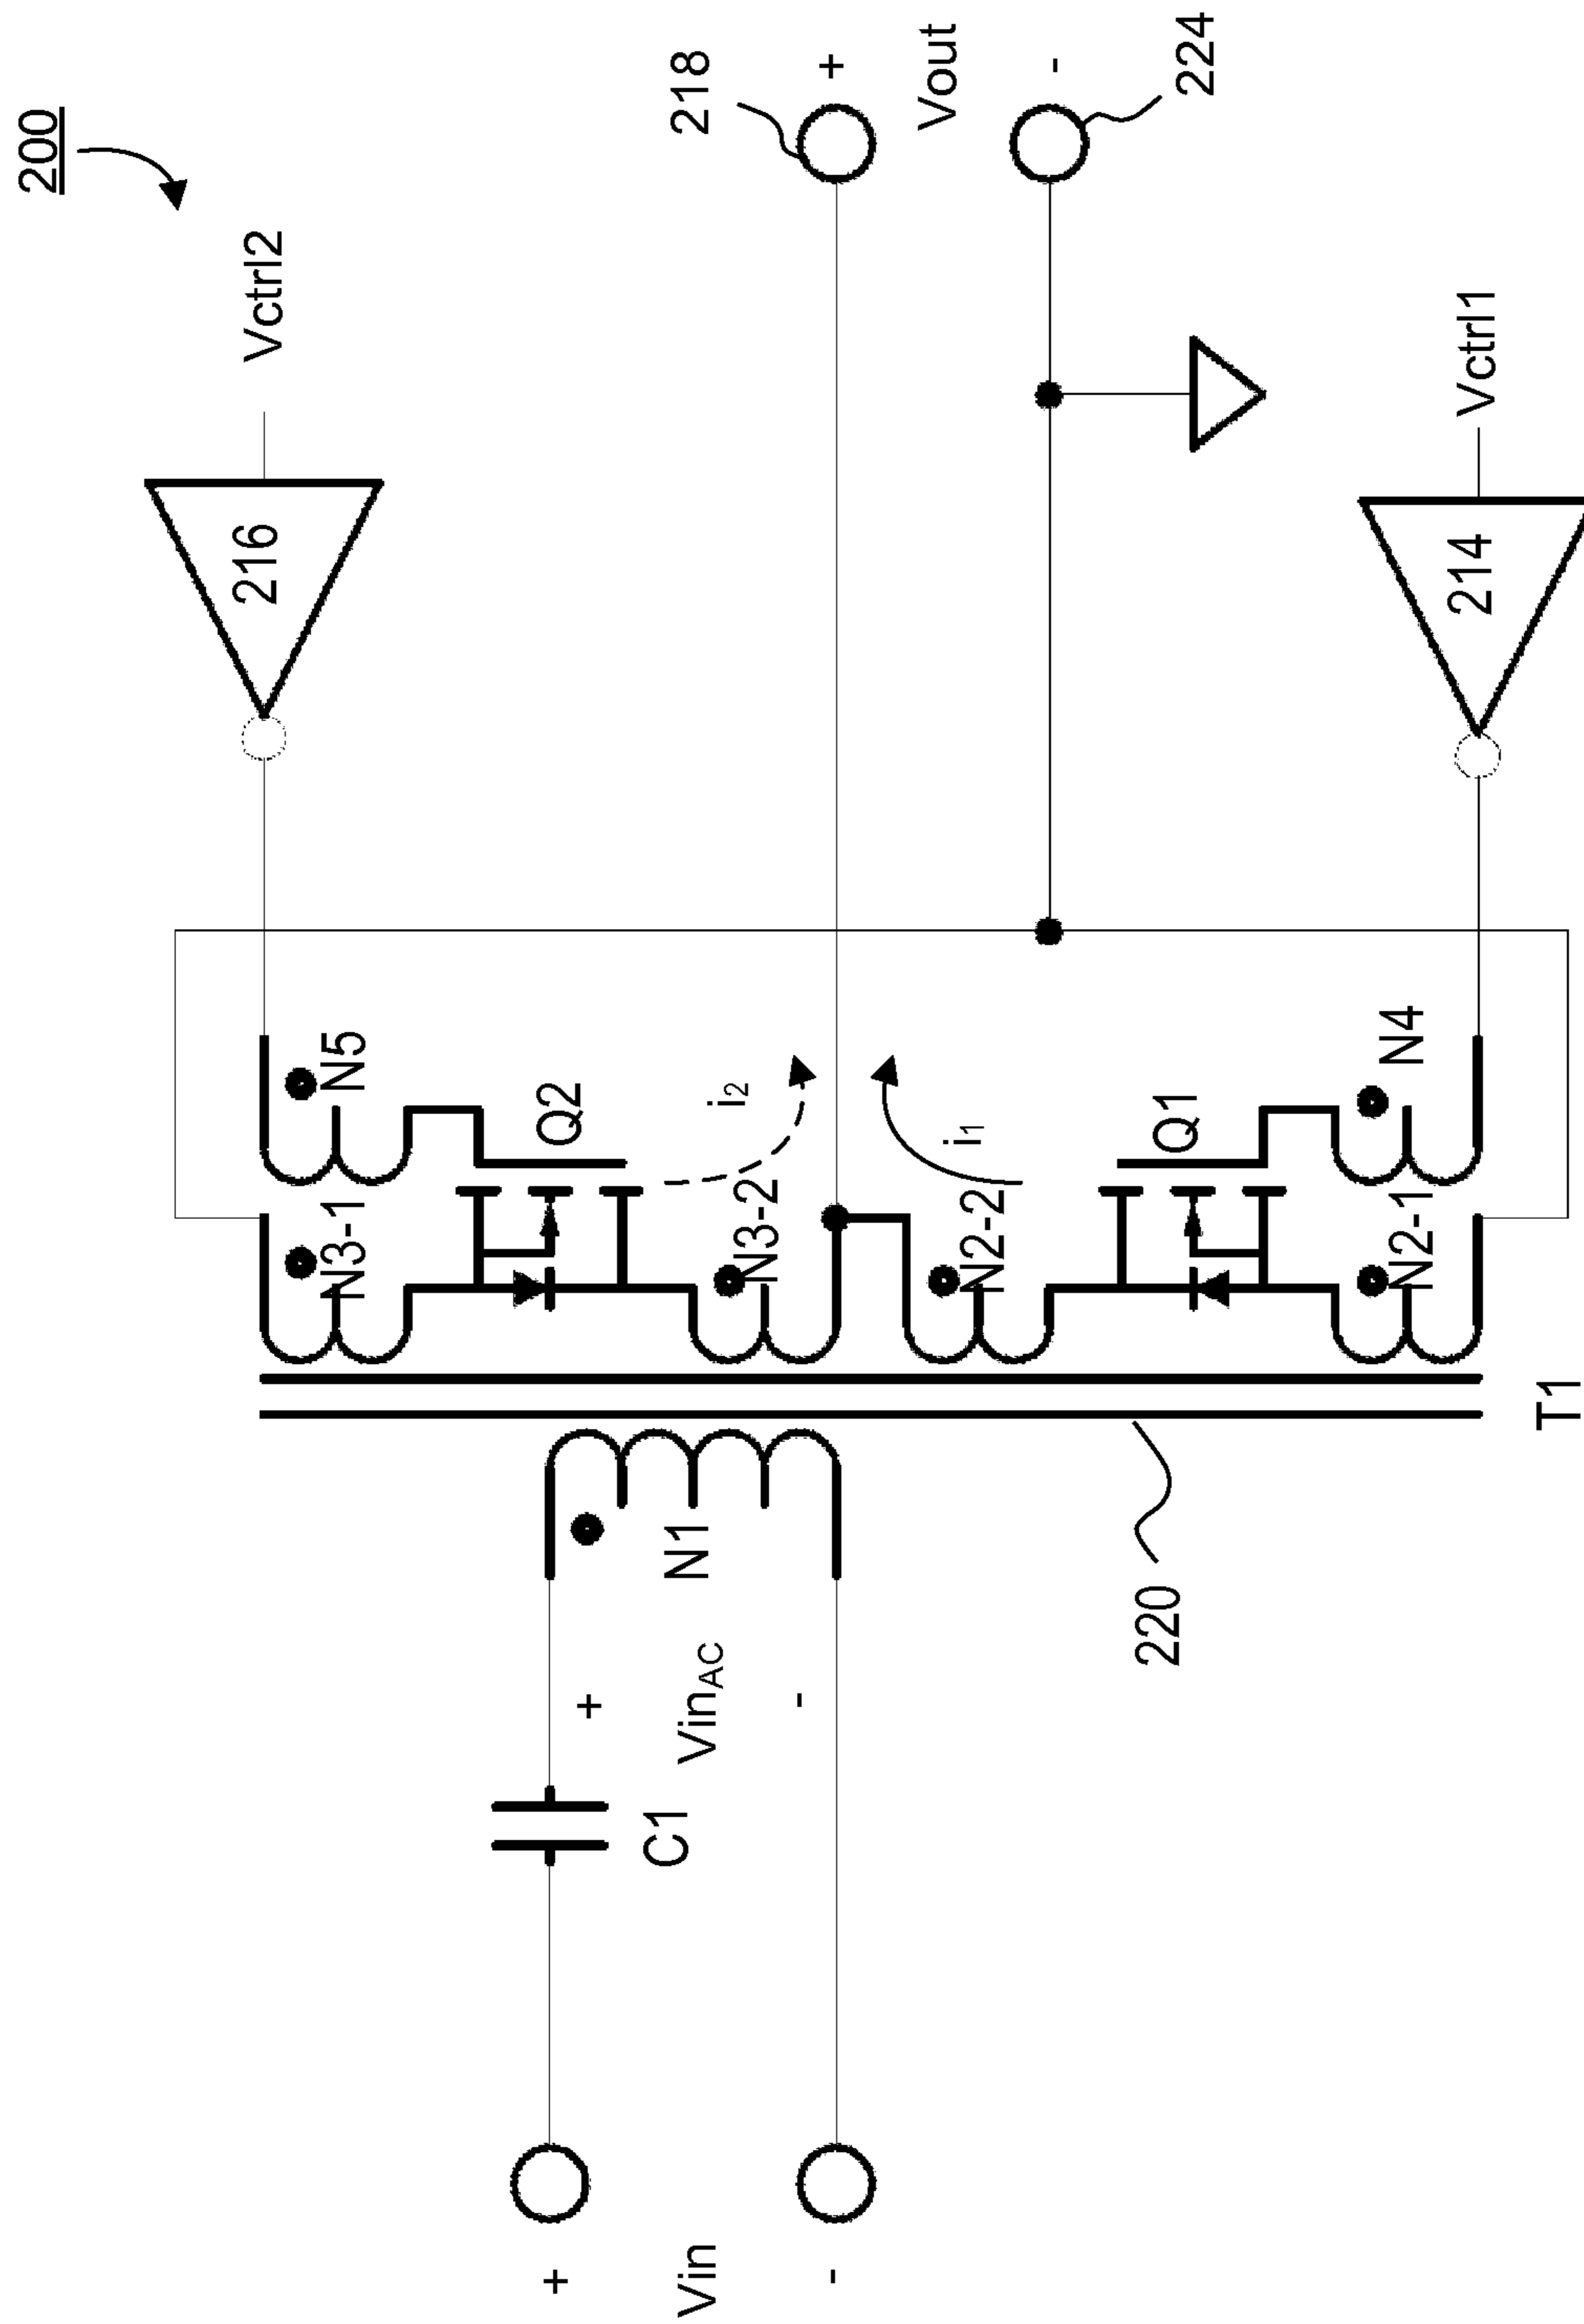 200
Vctrl2
216
N5
N3-1
Q2
i₂
N3-2
218
+
Vout
-
224
+
Vin
-
C1
+
VinAC
-
N1
i₁
N2-2
Q1
N4
N2-1
214
Vctrl1
220
T1